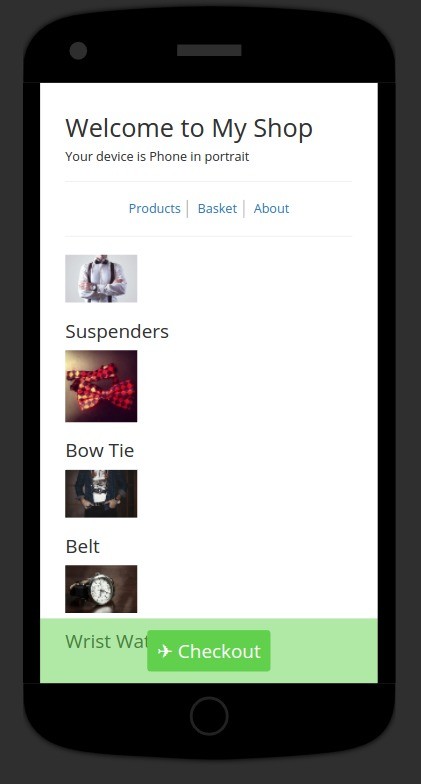 Welcome to My Shop
Your device is Phone in portrait
Products Basket About
Suspenders
Bow Tie
Belt
Wrist Wat
✈ Checkout